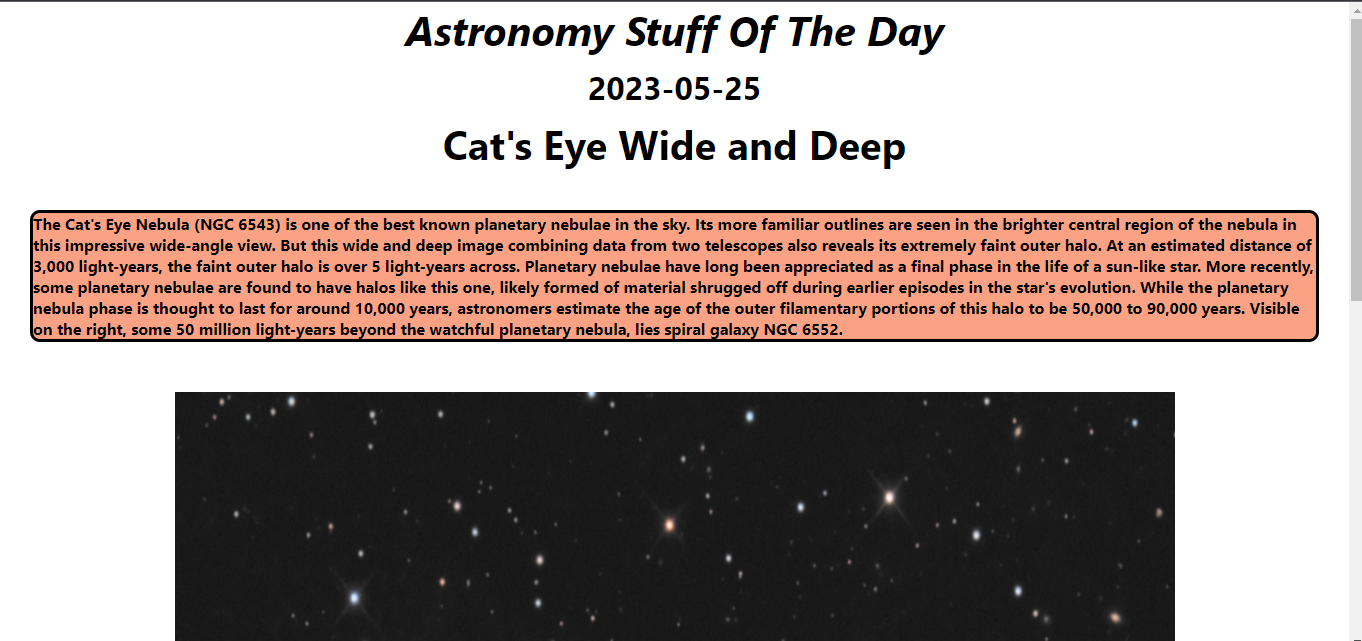 Astronomy Stuff Of The Day
2023-05-25
Cat's Eye Wide and Deep
The Cat's Eye Nebula (NGC 6543) is one of the best known planetary nebulae in the sky. Its more familiar outlines are seen in the brighter central region of the nebula in
this impressive wide-angle view. But this wide and deep image combining data from two telescopes also reveals its extremely faint outer halo. At an estimated distance of
3,000 light-years, the faint outer halo is over 5 light-years across. Planetary nebulae have long been appreciated as a final phase in the life of a sun-like star. More recently,
some planetary nebulae are found to have halos like this one, likely formed of material shrugged off during earlier episodes in the star's evolution. While the planetary
nebula phase is thought to last for around 10,000 years, astronomers estimate the age of the outer filamentary portions of this halo to be 50,000 to 90,000 years. Visible
on the right, some 50 million light-years beyond the watchful planetary nebula, lies spiral galaxy NGC 6552.